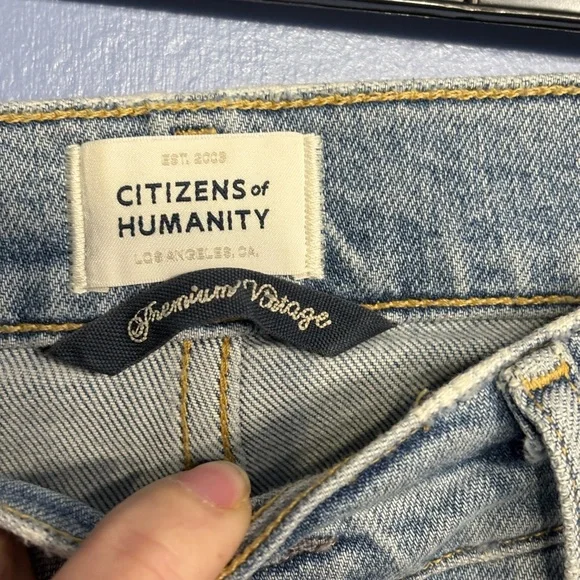 EST. 2003
CITIZENS of
HUMANITY
LOS ANGELES, CA.
Premium Vintage